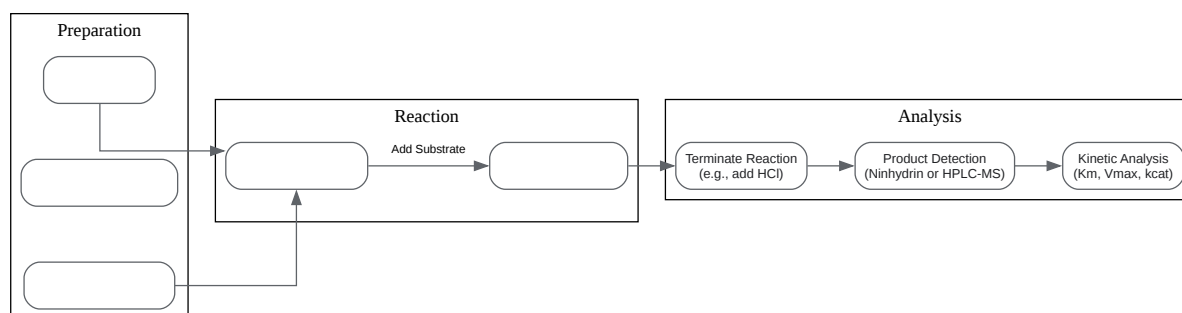 Preparation
Reaction
Add Substrate
Analysis
Terminate Reaction
(e.g., add HCl)
Product Detection
(Ninhydrin or HPLC-MS)
Kinetic Analysis
(Km, Vmax, kcat)